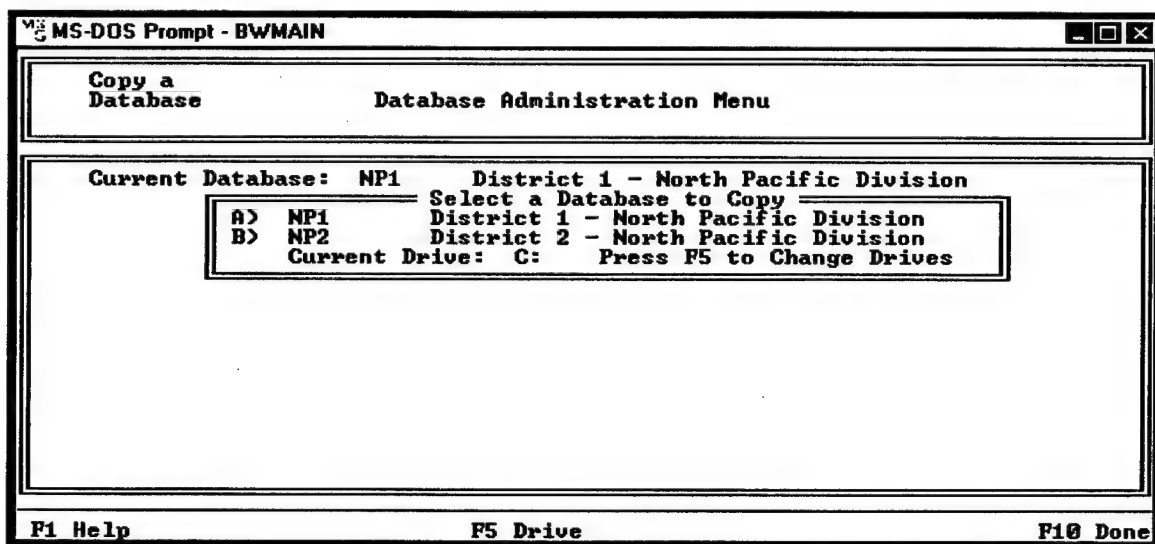 MS-DOS Prompt - BWMAIN
Copy a
Database Database Administration Menu
Current Database: NP1 District 1 - North Pacific Division
Select a Database to Copy
A> NP1 District 1 - North Pacific Division
B> NP2 District 2 - North Pacific Division
Current Drive: C: Press F5 to Change Drives
F1 Help F5 Drive F10 Done